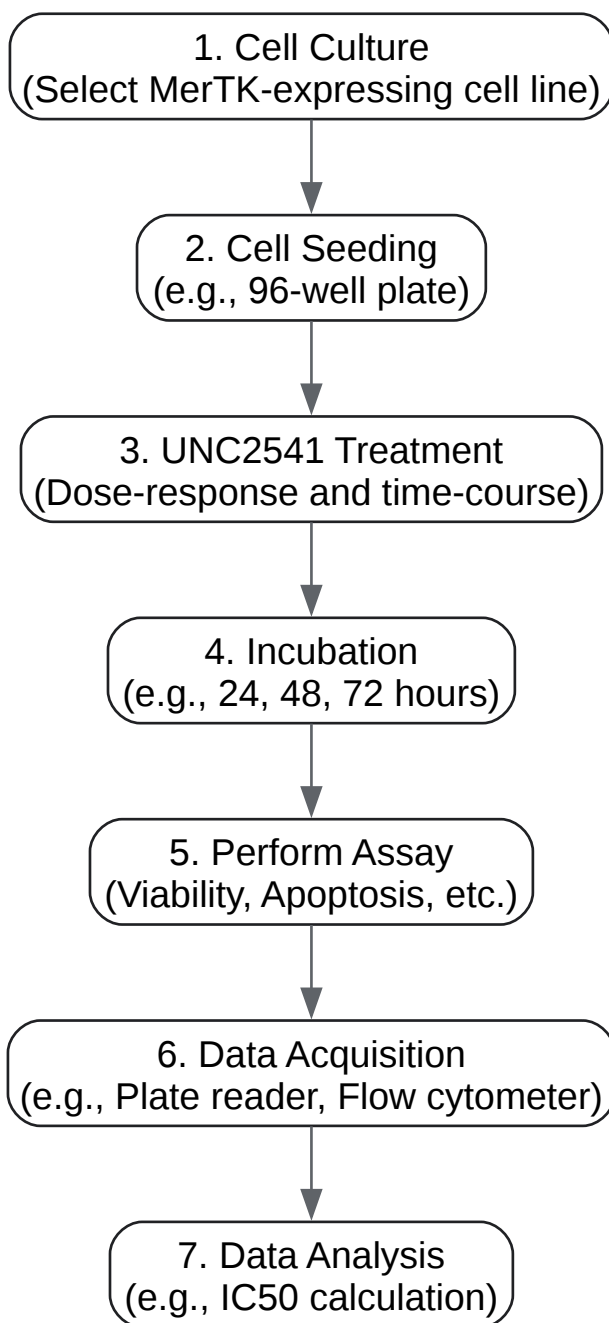 1. Cell Culture
(Select MerTK-expressing cell line)
2. Cell Seeding
(e.g., 96-well plate)
3. UNC2541 Treatment
(Dose-response and time-course)
4. Incubation
(e.g., 24, 48, 72 hours)
5. Perform Assay
(Viability, Apoptosis, etc.)
6. Data Acquisition
(e.g., Plate reader, Flow cytometer)
7. Data Analysis
(e.g., IC50 calculation)